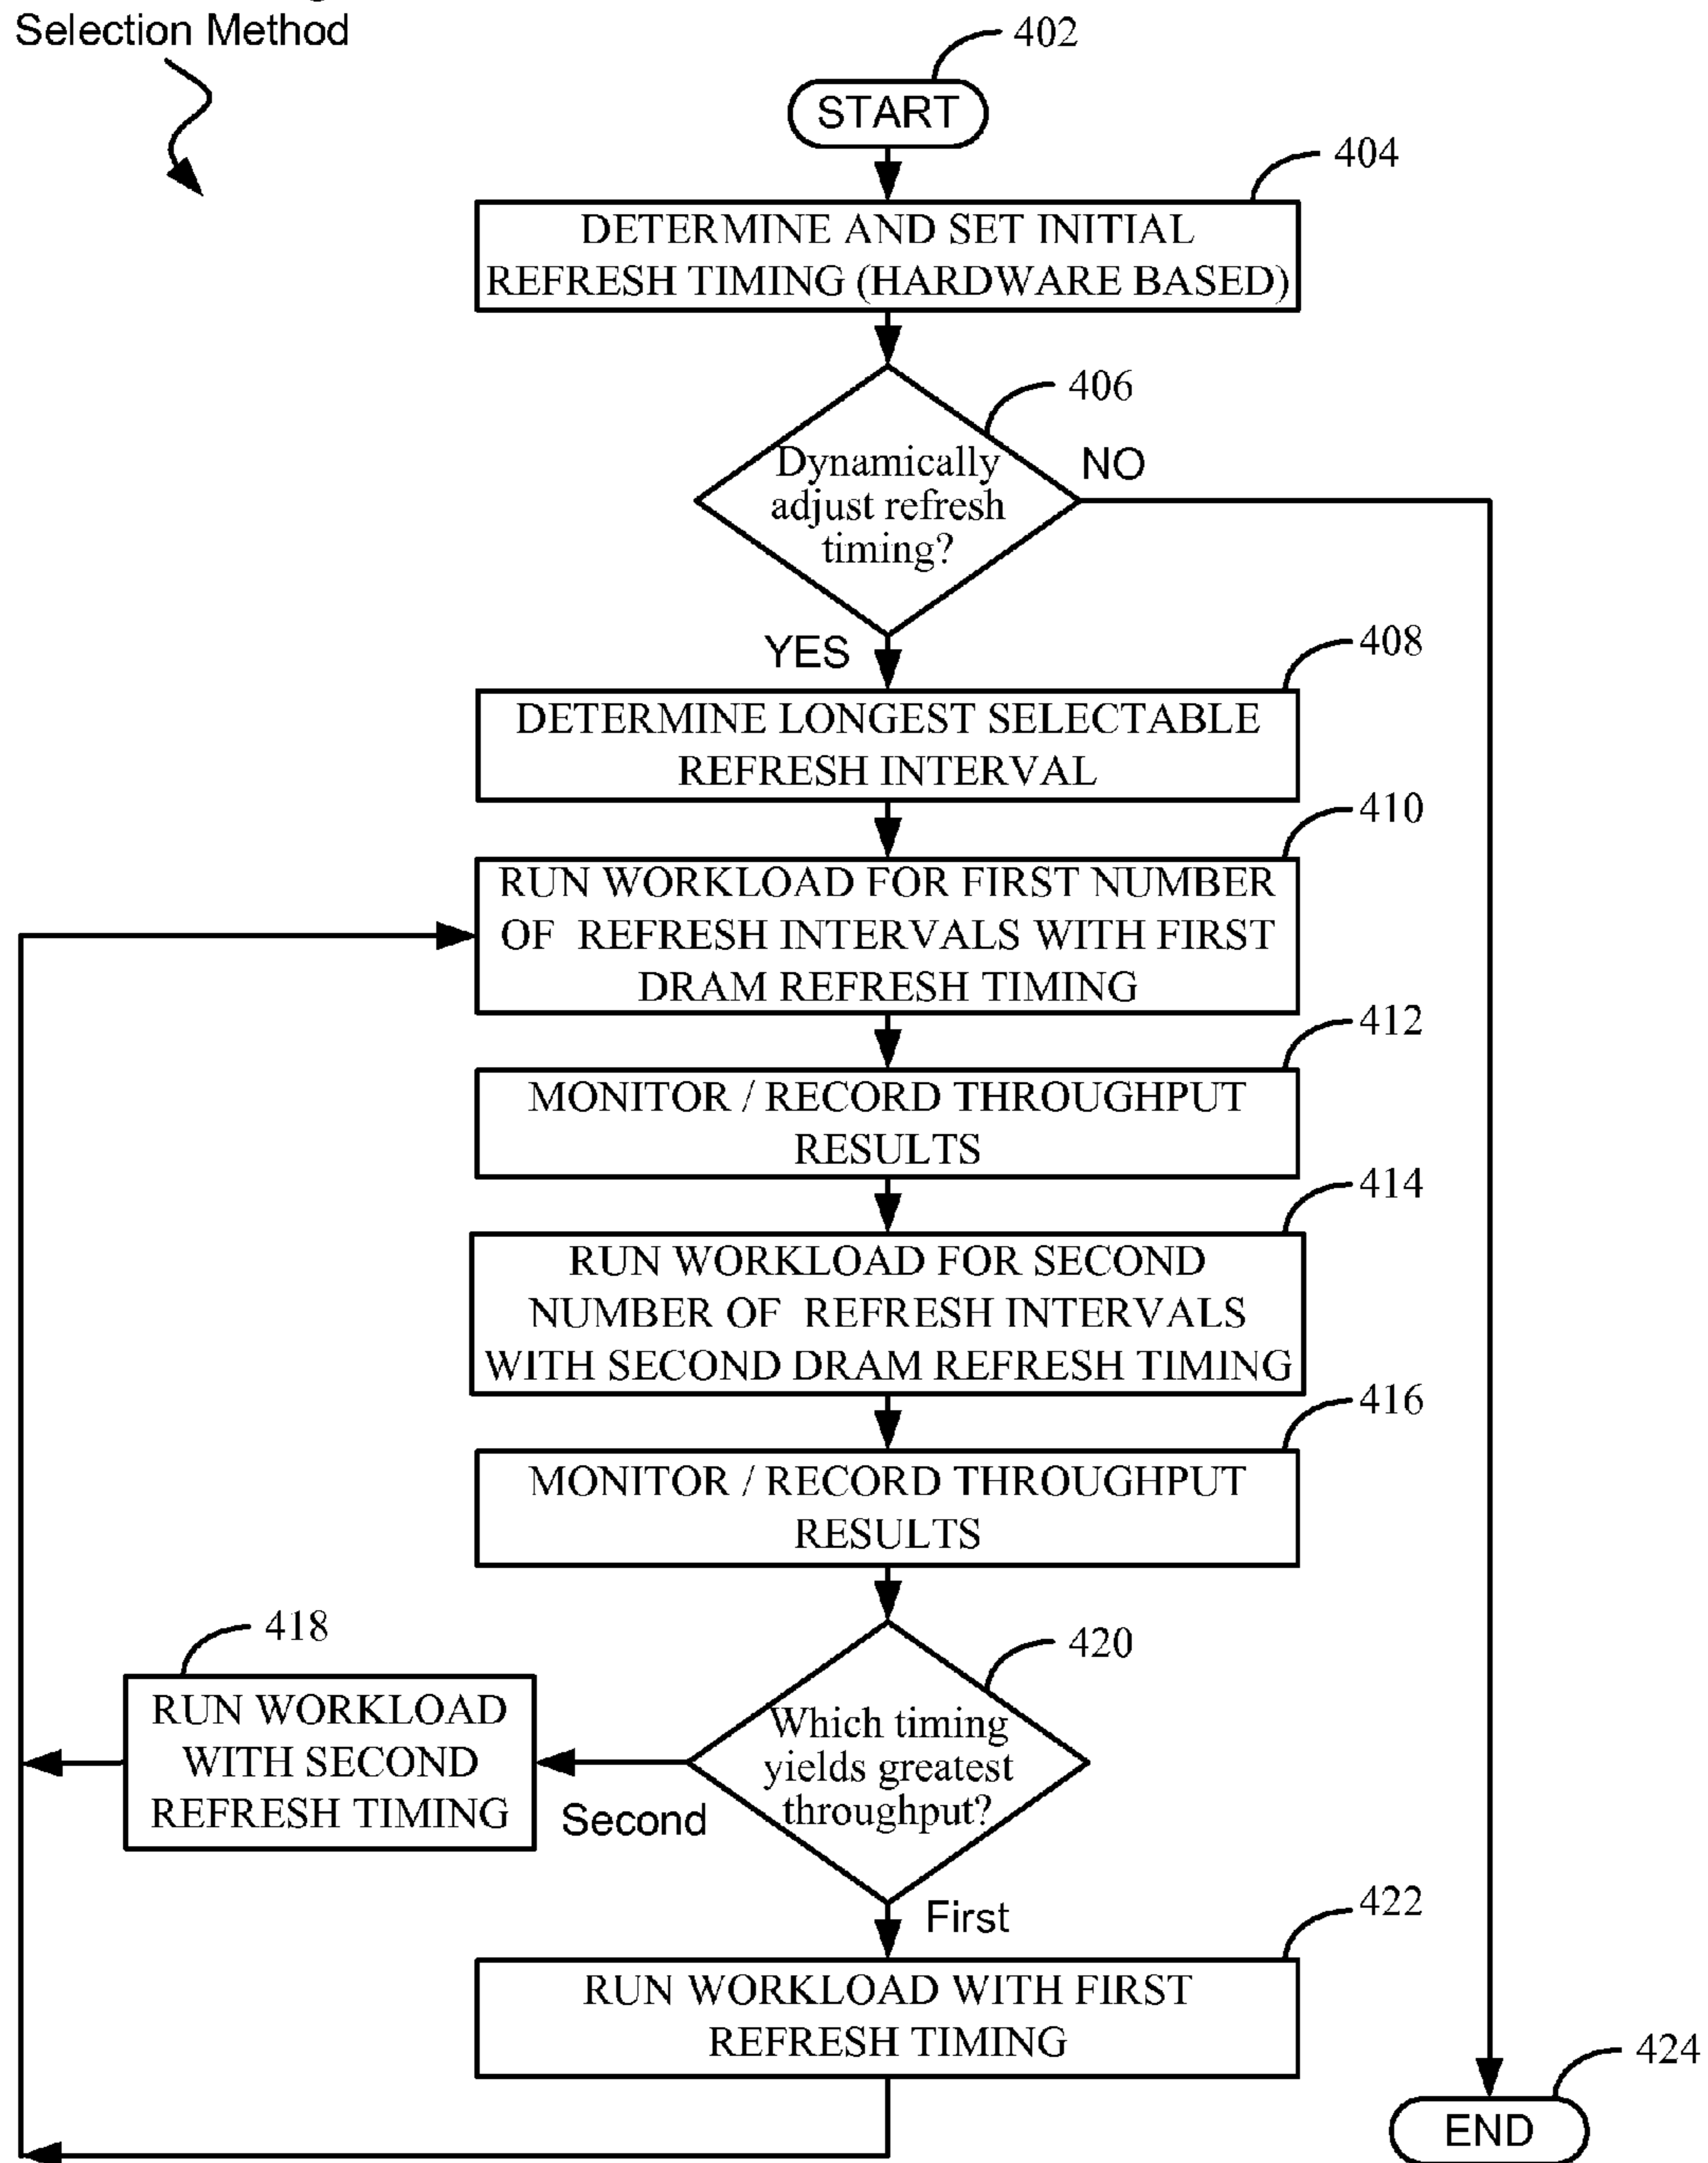 Selection Method
402
START
404
DETERMINE AND SET INITIAL
REFRESH TIMING (HARDWARE BASED)
406
Dynamically
adjust refresh
timing?
NO
YES
408
DETERMINE LONGEST SELECTABLE
REFRESH INTERVAL
410
RUN WORKLOAD FOR FIRST NUMBER
OF REFRESH INTERVALS WITH FIRST
DRAM REFRESH TIMING
412
MONITOR / RECORD THROUGHPUT
RESULTS
414
RUN WORKLOAD FOR SECOND
NUMBER OF REFRESH INTERVALS
WITH SECOND DRAM REFRESH TIMING
416
MONITOR / RECORD THROUGHPUT
RESULTS
418
RUN WORKLOAD
WITH SECOND
REFRESH TIMING
420
Which timing
yields greatest
throughput?
Second
First
422
RUN WORKLOAD WITH FIRST
REFRESH TIMING
424
END